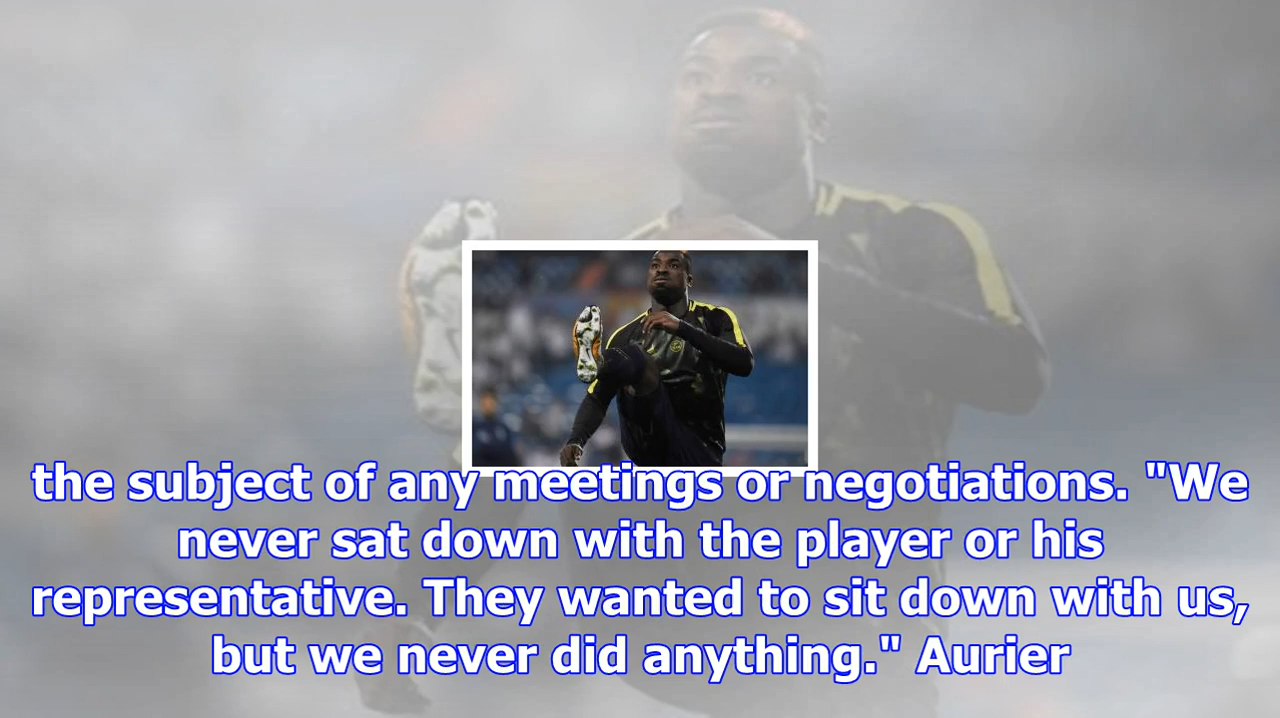 the subject of any meetings or negotiations. "We
never sat down with the player or his
representative. They wanted to sit down with us,
but we never did anything." Aurier